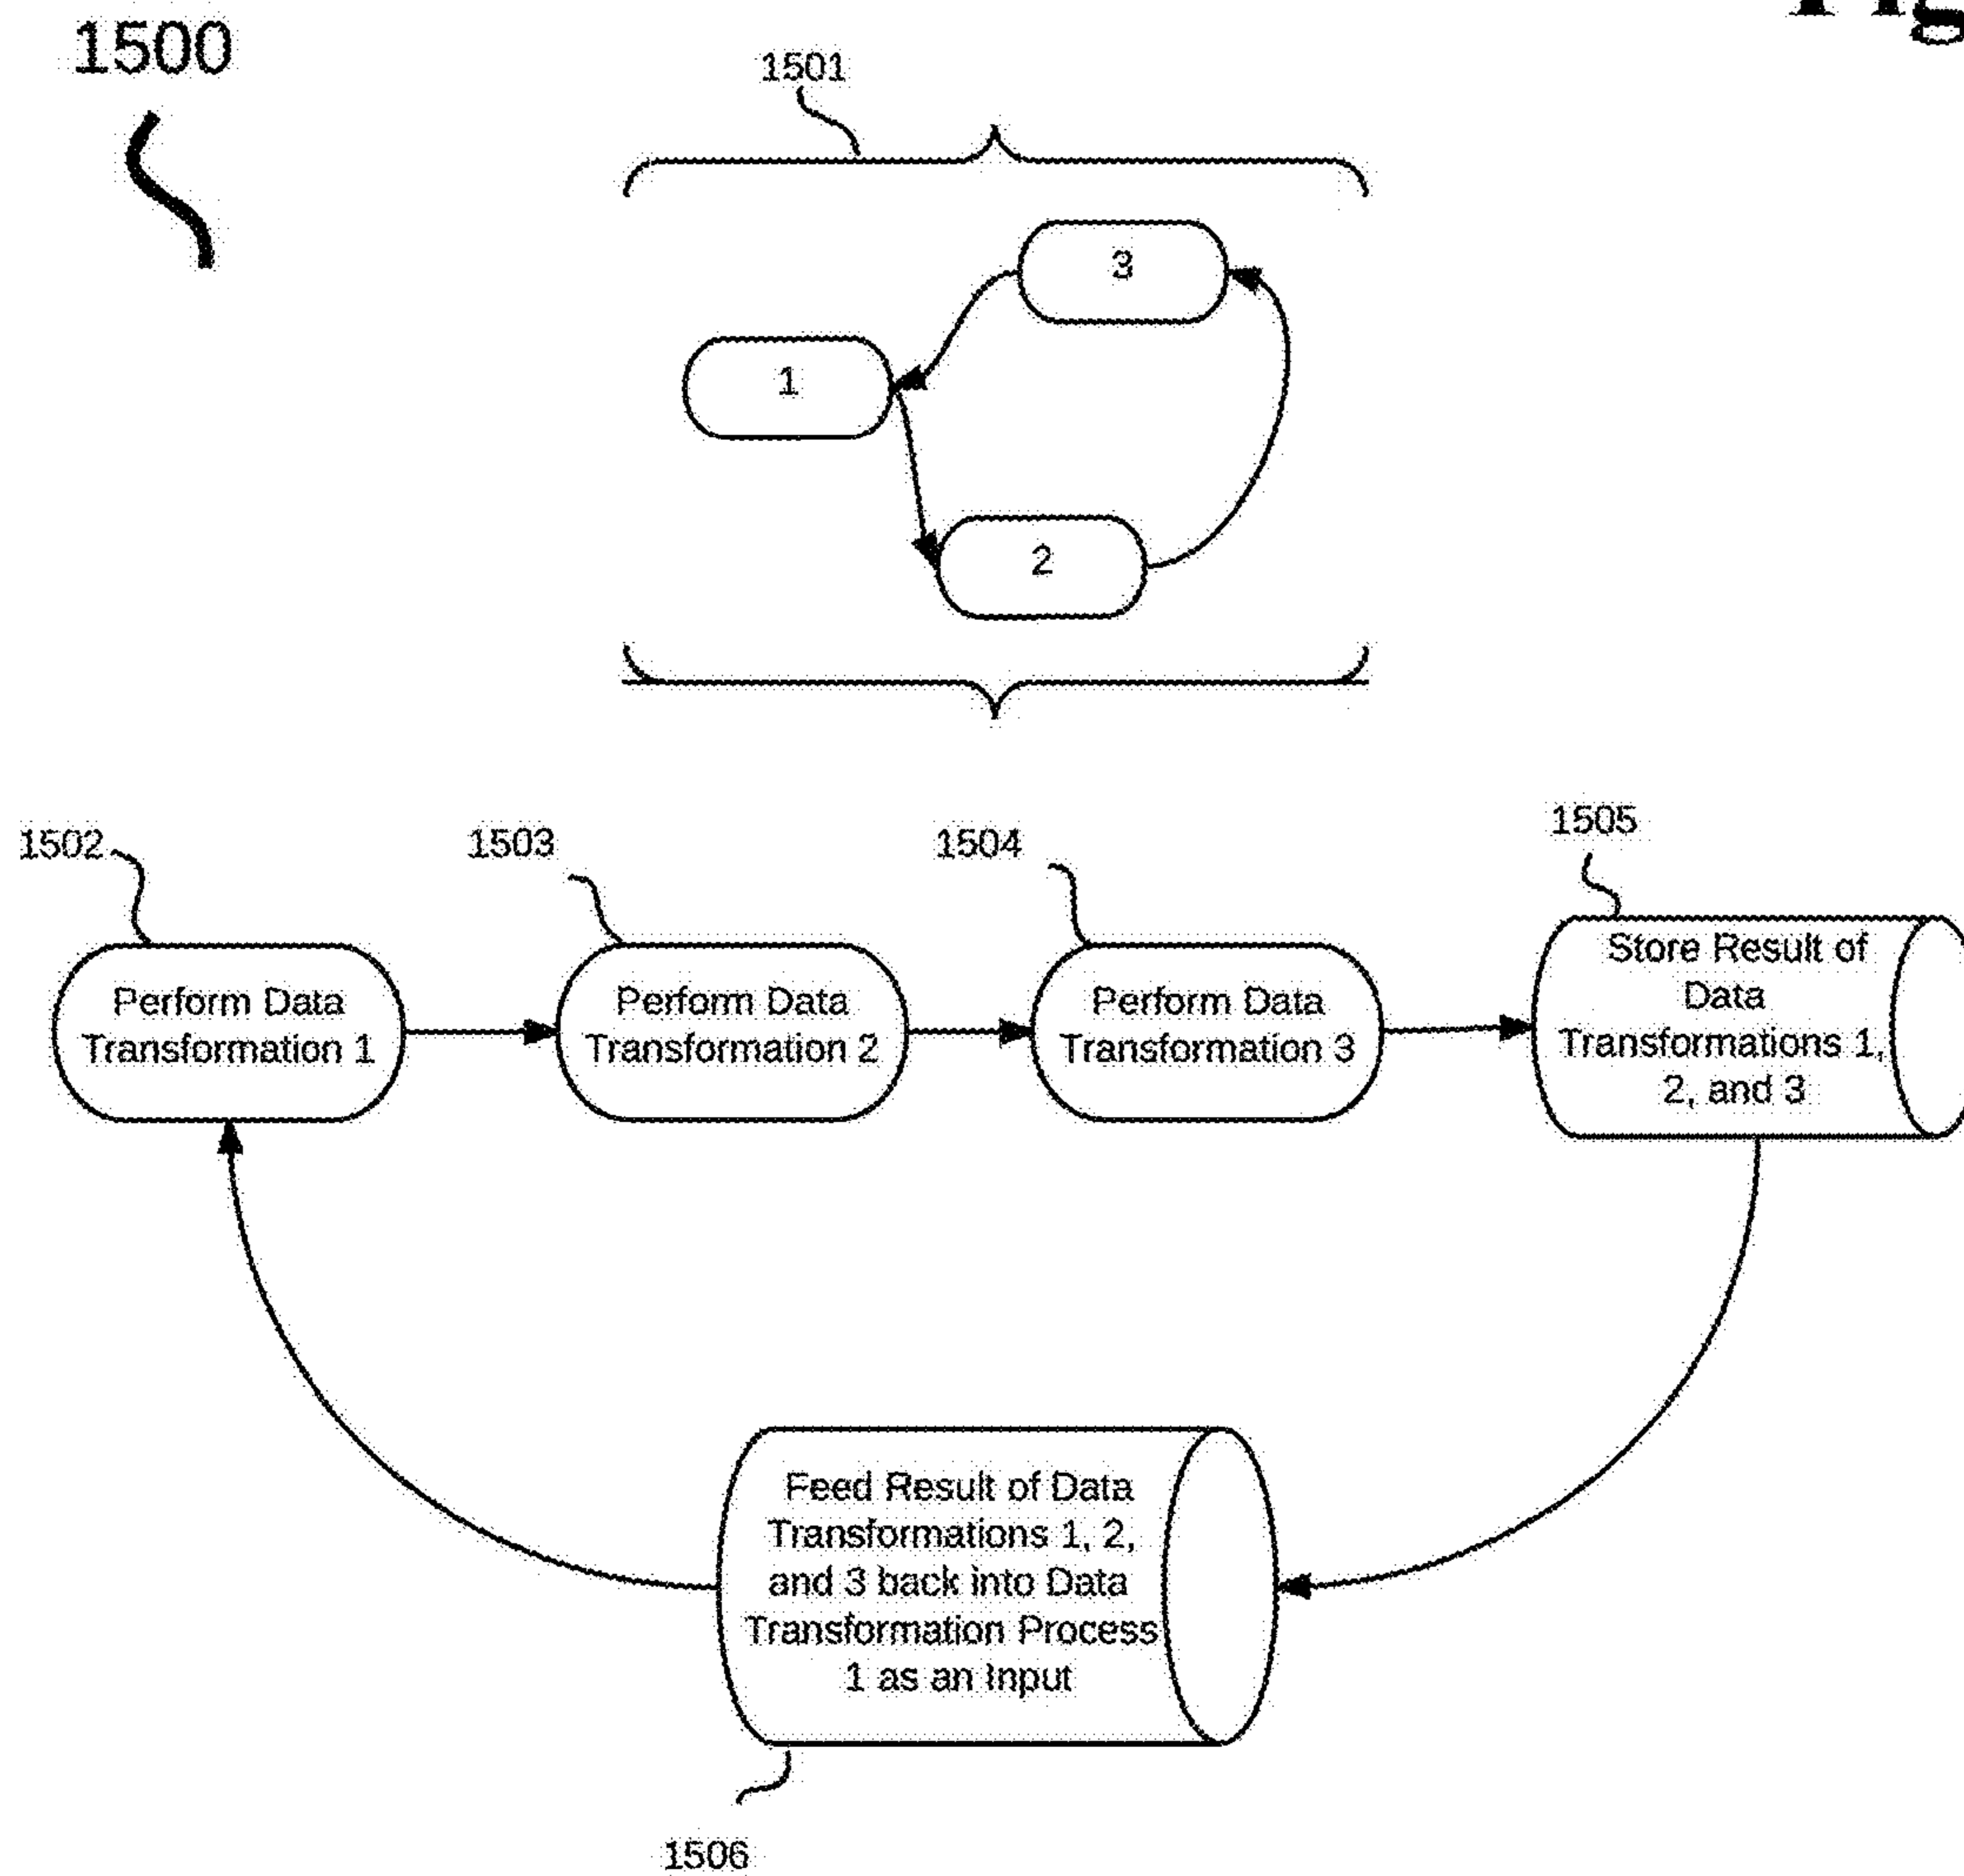 1500
1501
3
1
2
1502
1503
1504
1505
Perform Data
Transformation 1
Perform Data
Transformation 2
Perform Data
Transformation 3
Store Result of
Data
Transformations 1,
2, and 3
Feed Result of Data
Transformations 1, 2,
and 3 back into Data
Transformation Process
1 as an Input
1506